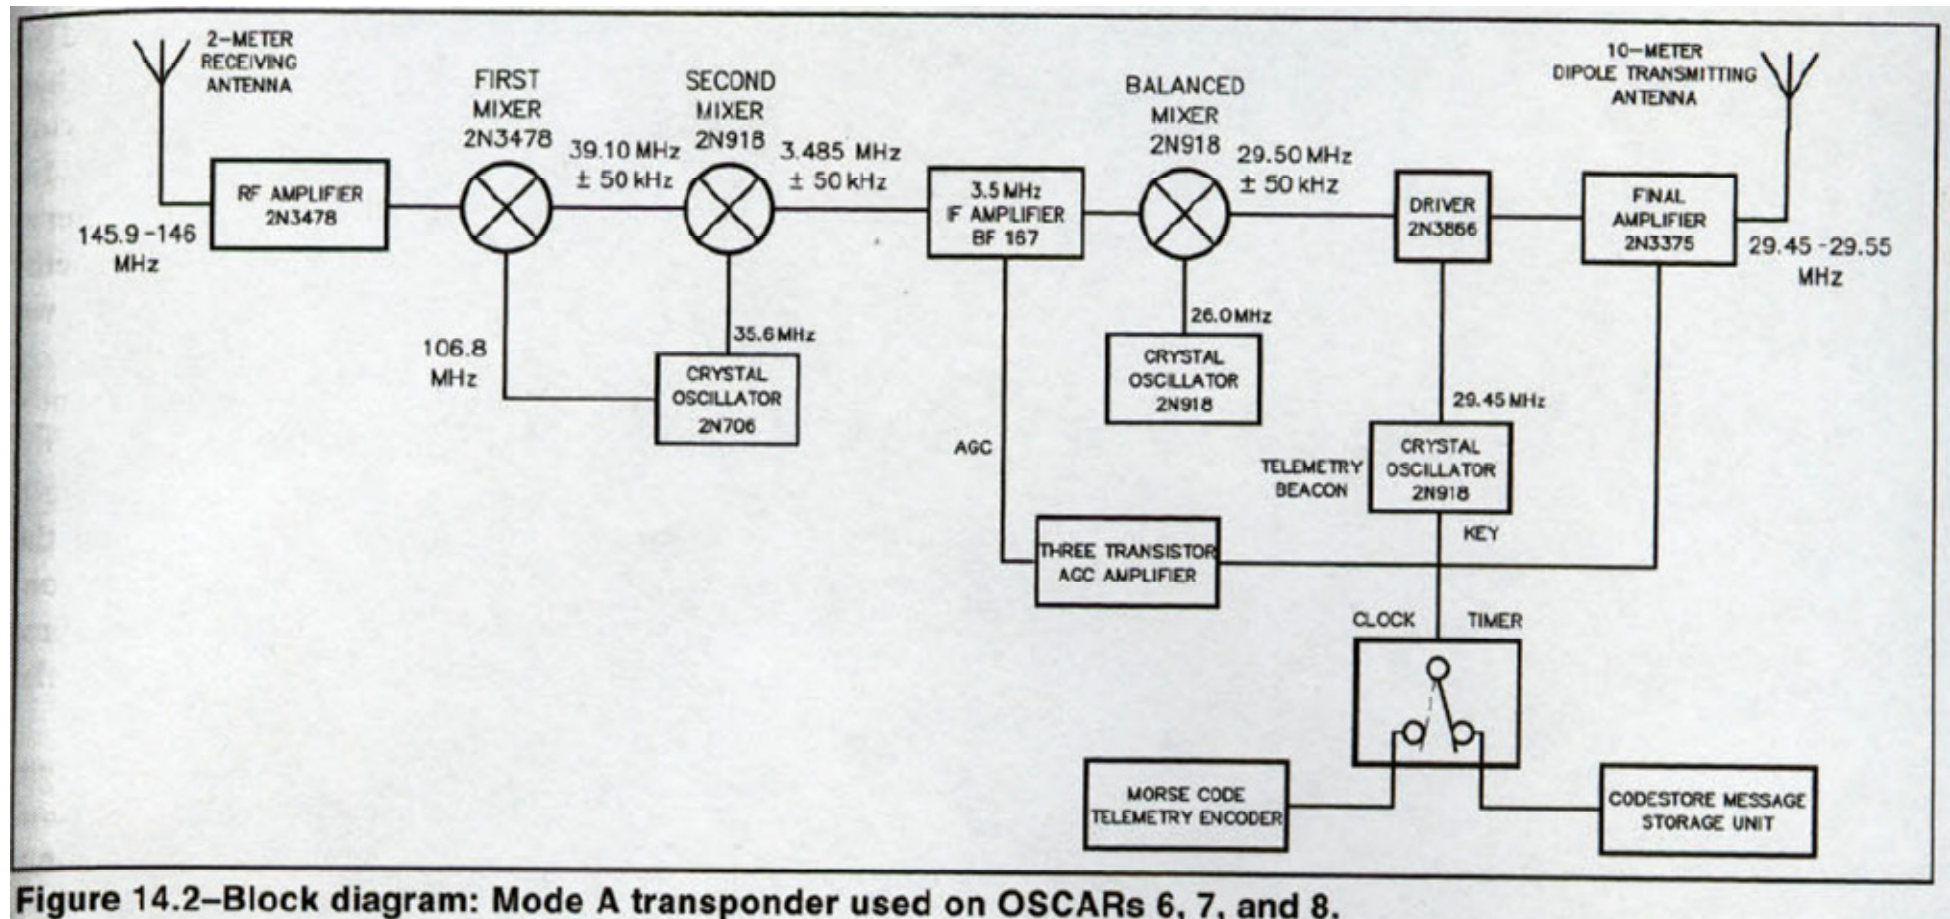 2-METER
RECEIVING
ANTENNA
145.9-146
MHz
RF AMPLIFIER
2N3478
FIRST
MIXER
2N3478
39.10 MHz
± 50 kHz
SECOND
MIXER
2N918
3.485 MHz
± 50 kHz
106.8
MHz
35.6 MHz
CRYSTAL
OSCILLATOR
2N706
3.5 MHz
IF AMPLIFIER
BF 167
BALANCED
MIXER
2N918
29.50 MHz
± 50 kHz
26.0 MHz
CRYSTAL
OSCILLATOR
2N918
DRIVER
2N3866
FINAL
AMPLIFIER
2N3375
10-METER
DIPOLE TRANSMITTING
ANTENNA
29.45-29.55
MHz
29.45 MHz
CRYSTAL
OSCILLATOR
2N918
TELEMETRY
BEACON
KEY
AGC
THREE TRANSISTOR
AGC AMPLIFIER
CLOCK TIMER
MORSE CODE
TELEMETRY ENCODER
CODESTORE MESSAGE
STORAGE UNIT
Figure 14.2–Block diagram: Mode A transponder used on OSCARs 6, 7, and 8.